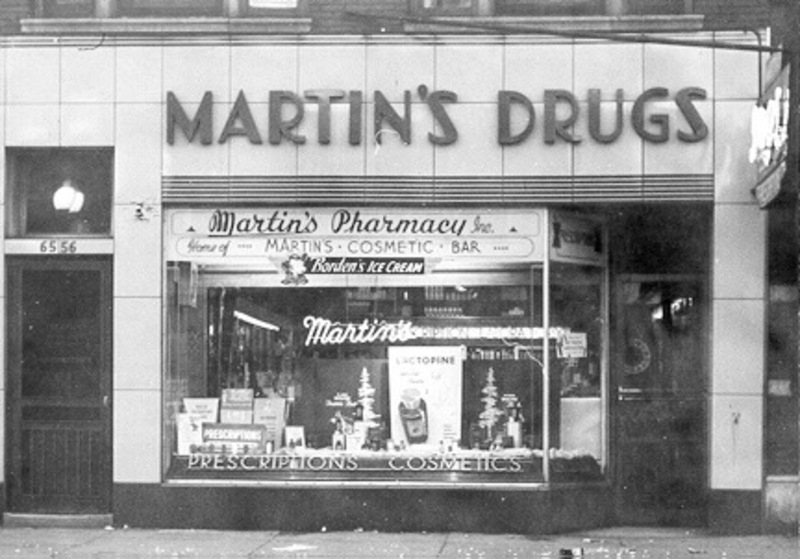 MARTIN'S DRUGS
6556
Martin's Pharmacy Inc.
Home of MARTIN'S · COSMETIC · BAR
Borden's ICE CREAM
Martin's
LACTOPINE
PRESCRIPTIONS
PRESCRIPTIONS COSMETICS